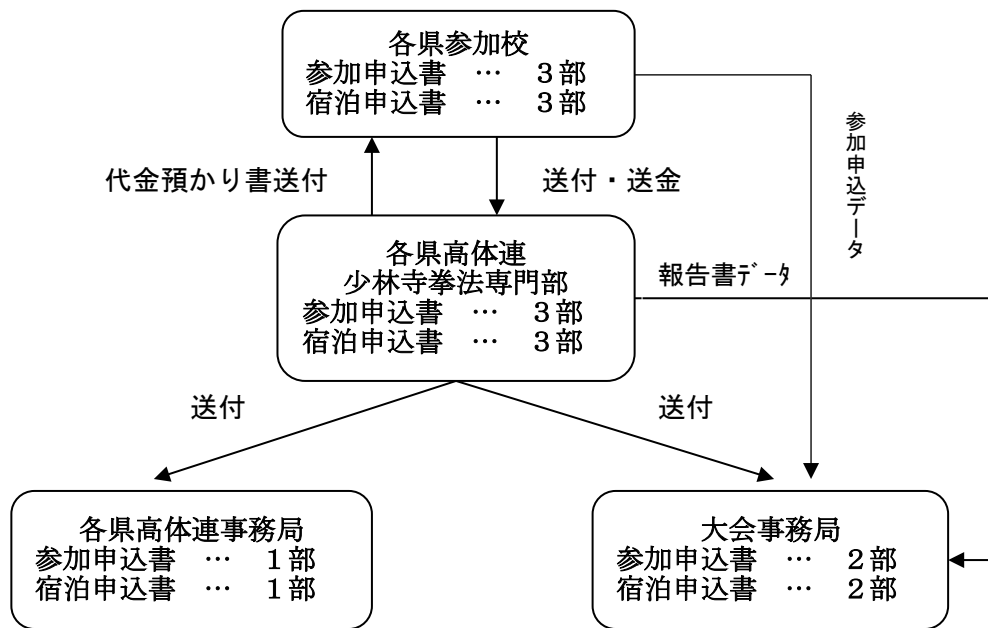 各県参加校
参加申込書　…　３部
宿泊申込書　…　３部
参加申込データ
代金預かり書送付
送付・送金
各県高体連
少林寺拳法専門部
参加申込書　…　３部
宿泊申込書　…　３部
報告書ﾃﾞｰﾀ
送付
送付
各県高体連事務局
参加申込書　…　１部
宿泊申込書　…　１部
大会事務局
参加申込書　…　２部
宿泊申込書　…　２部